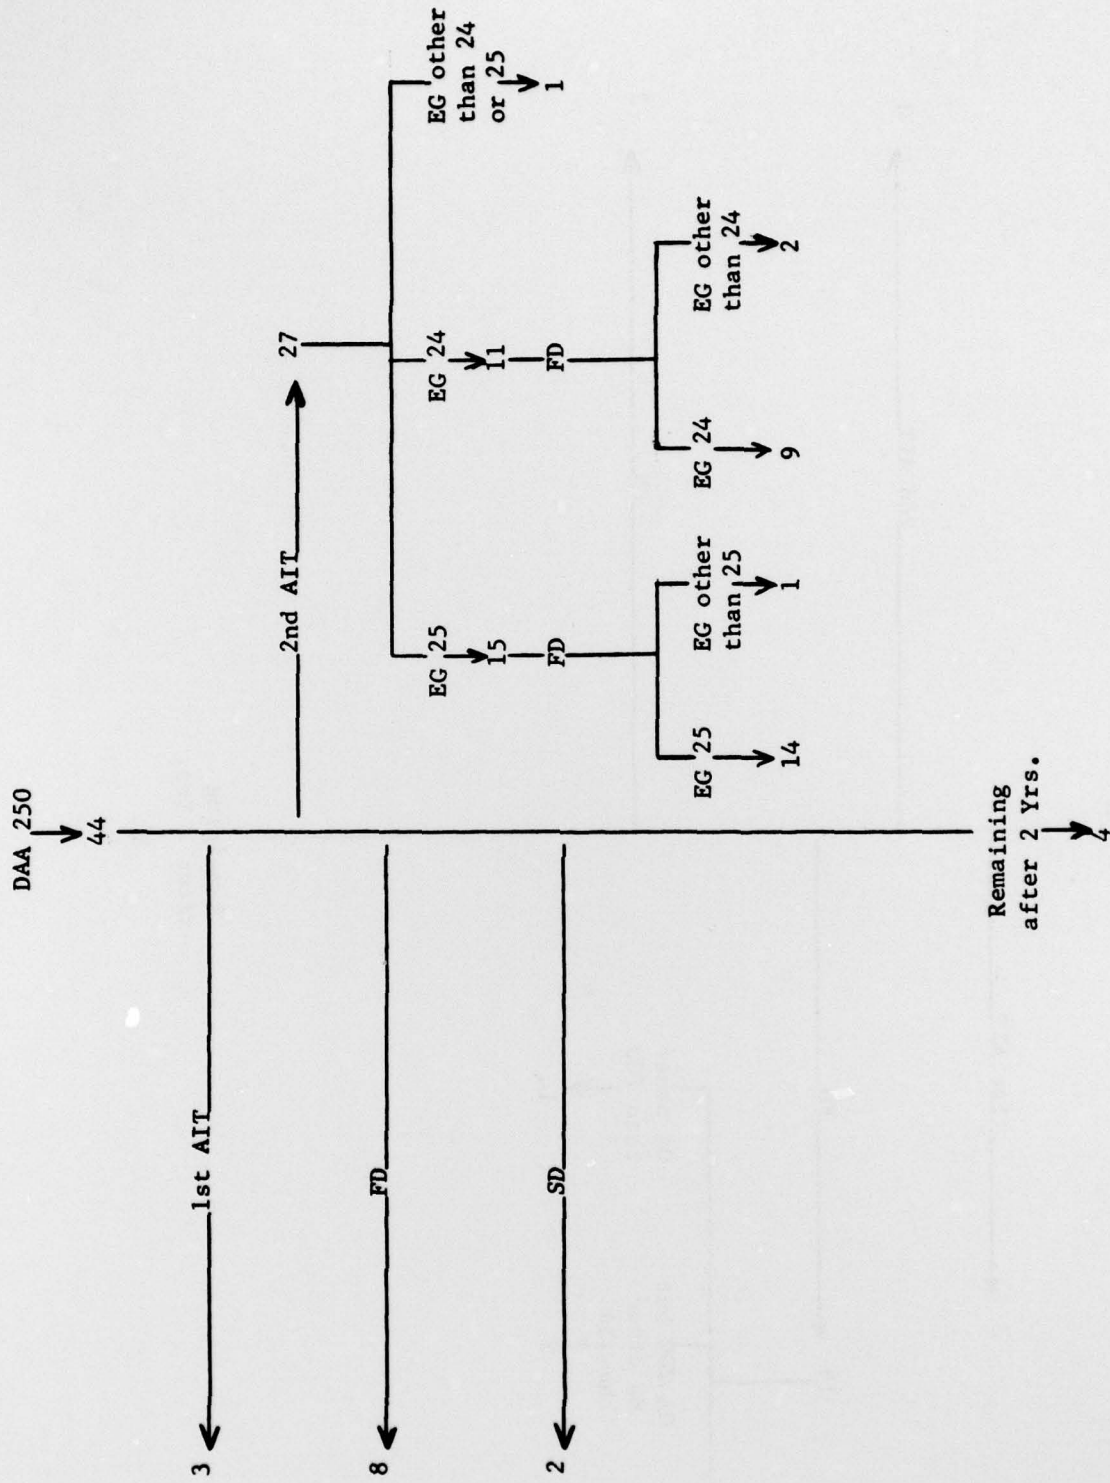 DAA 250
44
3
1st AIT
2nd AIT
27
8
FD
EG 25
15
FD
EG 24
11
FD
EG other
than 24
or 25
1
2
SD
EG 25
14
EG other
than 25
1
EG 24
9
EG other
than 24
2
Remaining
after 2 Yrs.
4